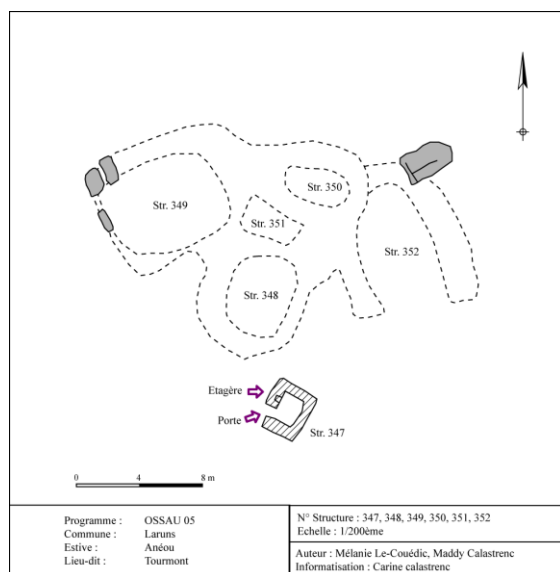 Str. 350
Str. 349
Str. 351
Str. 352
Str. 348
Etagère
Porte
Str. 347
0 4 8 m
Programme : OSSAU 05
Commune : Laruns
Estive : Anéou
Lieu-dit : Tourmont
N° Structure : 347, 348, 349, 350, 351, 352
Echelle : 1/200ème
Auteur : Mélanie Le-Couédic, Maddy Calastrenc
Informatisation : Carine calastrenc